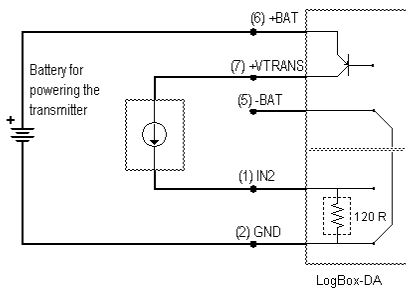 (6) +BAT
Battery for
powering the
transmitter
(7) +VTRANS
(5) -BAT
+
(1) IN2
120 R
(2) GND
LogBox-DA